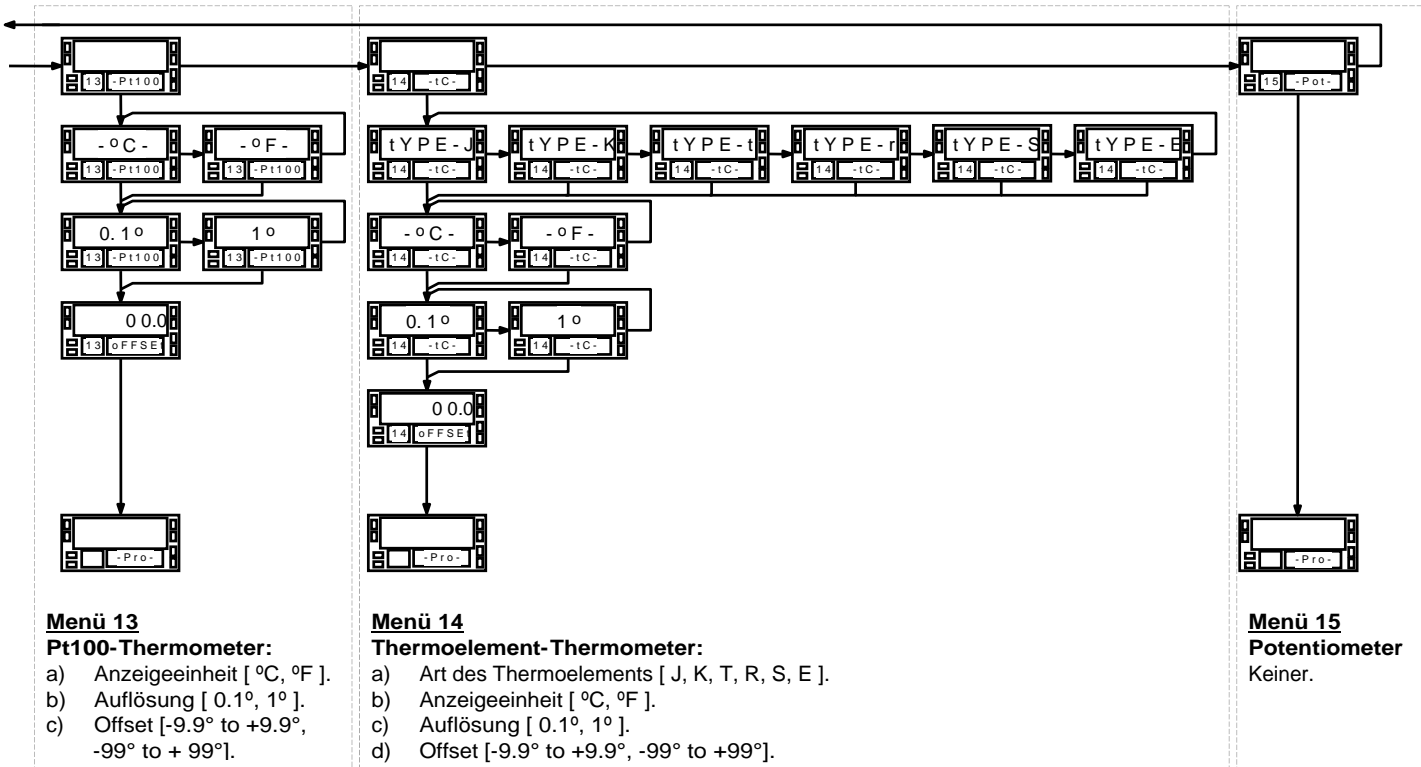 13 -Pt100
14 -tC-
15 -Pot-
-ºC-
13 -Pt100
-ºF-
13 -Pt100
tYPE-J
14 -tC-
tYPE-K
14 -tC-
tYPE-t
14 -tC-
tYPE-r
14 -tC-
tYPE-S
14 -tC-
tYPE-E
14 -tC-
0.1º
13 -Pt100
1º
13 -Pt100
-ºC-
14 -tC-
-ºF-
14 -tC-
00.0
13 oFFSEt
0.1º
14 -tC-
1º
14 -tC-
00.0
14 oFFSEt
-Pro-
-Pro-
-Pro-
Menü 13
Pt100-Thermometer:
a) Anzeigeeinheit [ ºC, ºF ].
b) Auflösung [ 0.1º, 1º ].
c) Offset [-9.9° to +9.9°,
-99° to + 99°].
Menü 14
Thermoelement-Thermometer:
a) Art des Thermoelements [ J, K, T, R, S, E ].
b) Anzeigeeinheit [ ºC, ºF ].
c) Auflösung [ 0.1º, 1º ].
d) Offset [-9.9° to +9.9°, -99° to +99°].
Menü 15
Potentiometer
Keiner.